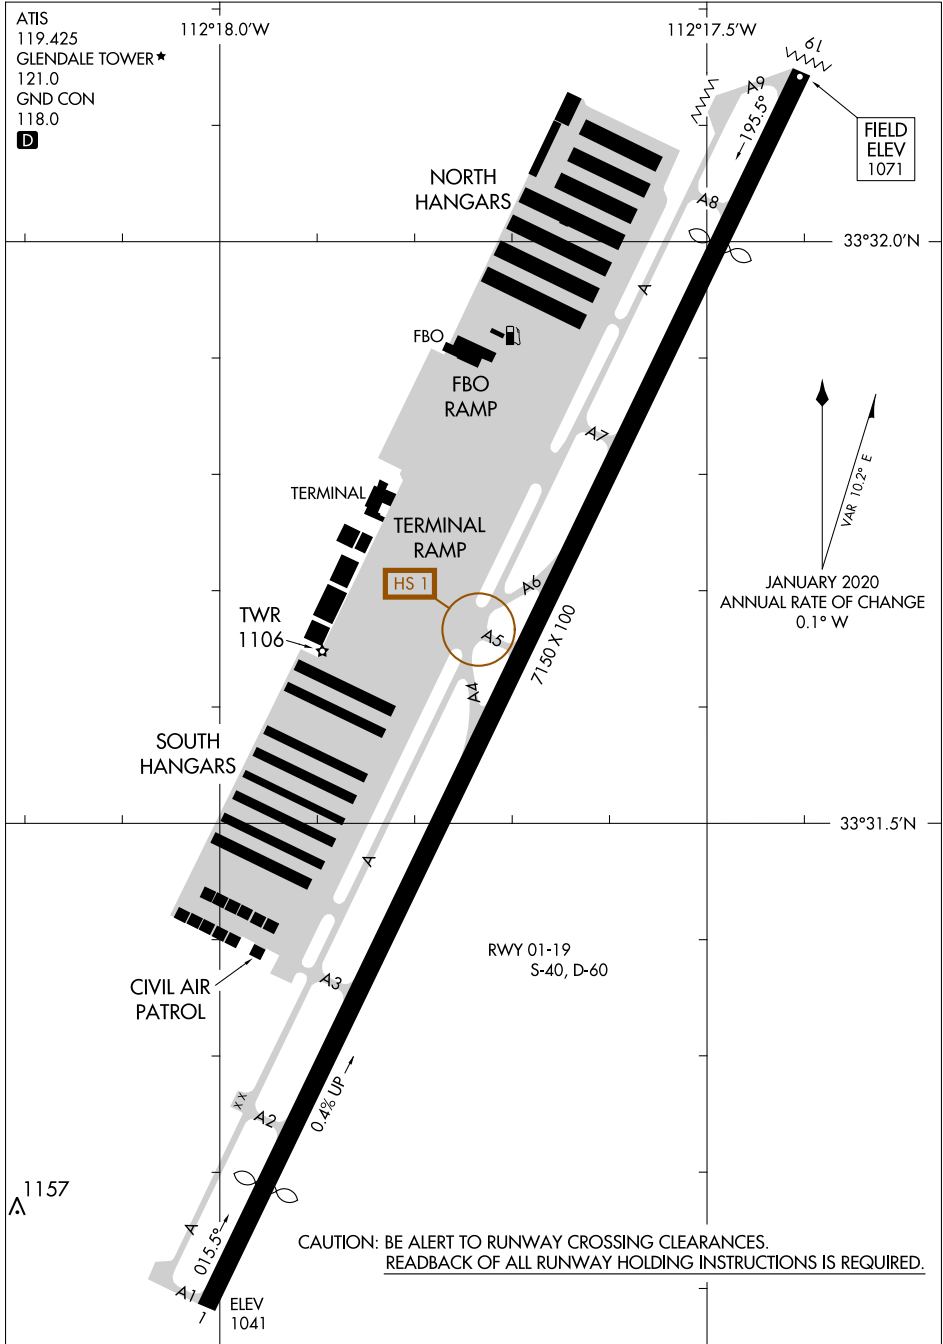 ATIS
119.425
GLENDALE TOWER★
121.0
GND CON
118.0
D
112°18.0'W
112°17.5'W
19
A9
195.5°
FIELD
ELEV
1071
NORTH
HANGARS
A8
33°32.0'N
A
FBO
FBO
RAMP
A7
VAR 10.2° E
TERMINAL
TERMINAL
RAMP
HS 1
A6
JANUARY 2020
ANNUAL RATE OF CHANGE
0.1° W
TWR
1106
A5
7150 X 100
A4
SOUTH
HANGARS
33°31.5'N
A
RWY 01-19
S-40, D-60
A3
CIVIL AIR
PATROL
0.4% UP
X X
A2
1157
A
015.5°
CAUTION: BE ALERT TO RUNWAY CROSSING CLEARANCES.
READBACK OF ALL RUNWAY HOLDING INSTRUCTIONS IS REQUIRED.
A1
1
ELEV
1041